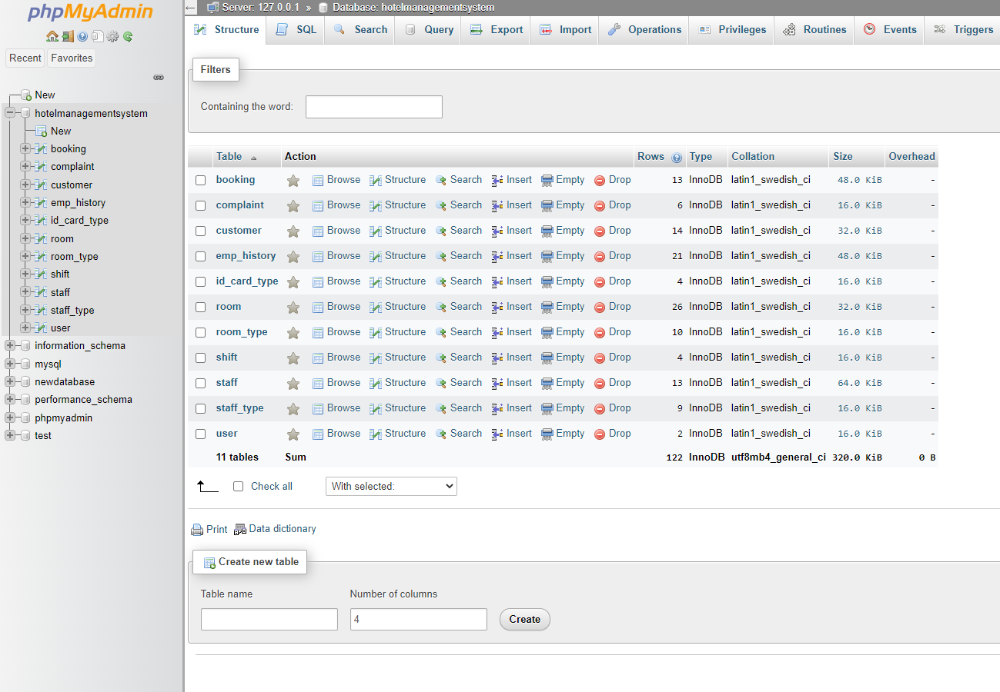 phpMyAdmin
Recent Favorites
New
hotelmanagementsystem
New
booking
complaint
customer
emp_history
id_card_type
room
room_type
shift
staff
staff_type
user
information_schema
mysql
newdatabase
performance_schema
phpmyadmin
test
← Server: 127.0.0.1 » Database: hotelmanagementsystem
Structure SQL Search Query Export Import Operations Privileges Routines Events Triggers
Filters
Containing the word:
Table Action Rows Type Collation Size Overhead
booking Browse Structure Search Insert Empty Drop 13 InnoDB latin1_swedish_ci 48.0 KiB -
complaint Browse Structure Search Insert Empty Drop 6 InnoDB latin1_swedish_ci 16.0 KiB -
customer Browse Structure Search Insert Empty Drop 14 InnoDB latin1_swedish_ci 32.0 KiB -
emp_history Browse Structure Search Insert Empty Drop 21 InnoDB latin1_swedish_ci 48.0 KiB -
id_card_type Browse Structure Search Insert Empty Drop 4 InnoDB latin1_swedish_ci 16.0 KiB -
room Browse Structure Search Insert Empty Drop 26 InnoDB latin1_swedish_ci 32.0 KiB -
room_type Browse Structure Search Insert Empty Drop 10 InnoDB latin1_swedish_ci 16.0 KiB -
shift Browse Structure Search Insert Empty Drop 4 InnoDB latin1_swedish_ci 16.0 KiB -
staff Browse Structure Search Insert Empty Drop 13 InnoDB latin1_swedish_ci 64.0 KiB -
staff_type Browse Structure Search Insert Empty Drop 9 InnoDB latin1_swedish_ci 16.0 KiB -
user Browse Structure Search Insert Empty Drop 2 InnoDB latin1_swedish_ci 16.0 KiB -
11 tables Sum 122 InnoDB utf8mb4_general_ci 320.0 KiB 0 B
Check all With selected:
Print Data dictionary
Create new table
Table name Number of columns
4 Create